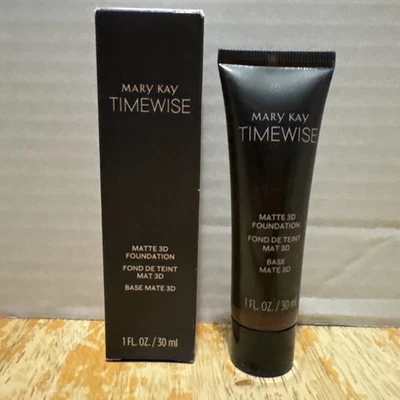 MARY KAY
TIMEWISE
MATTE 3D
FOUNDATION
FOND DE TEINT
MAT 3D
BASE MATE 3D
1 FL. OZ. / 30 ml
MARY KAY
TIMEWISE
MATTE 3D
FOUNDATION
FOND DE TEINT
MAT 3D
BASE
MATE 3D
1 FL. OZ. / 30 ml